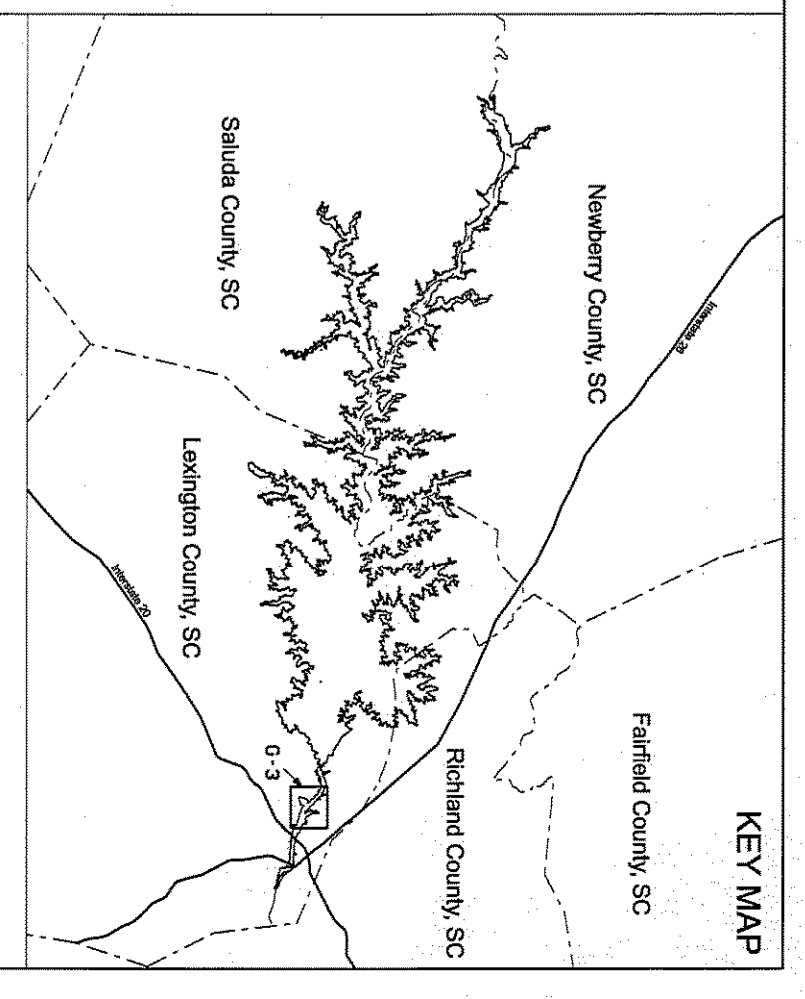 KEY MAP
Fairfield County, SC
Newberry County, SC
Interstate 26
Richland County, SC
Saluda County, SC
Lexington County, SC
Interstate 20
G-3